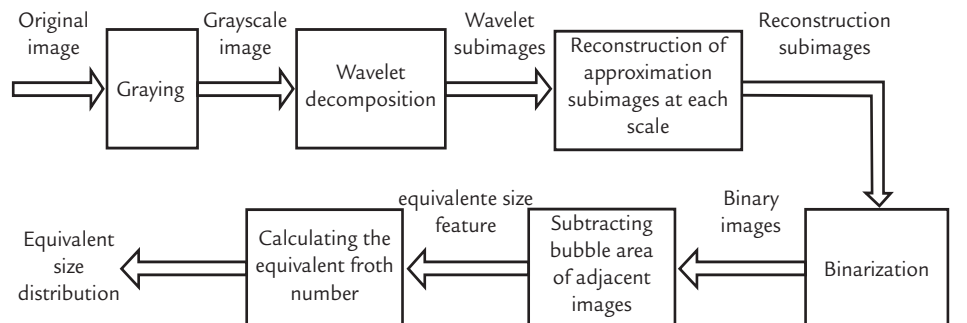 Original
image
Graying
Grayscale
image
Wavelet
decomposition
Wavelet
subimages
Reconstruction of
approximation
subimages at each
scale
Reconstruction
subimages
Binarization
Binary
images
Subtracting
bubble area
of adjacent
images
equivalente size
feature
Calculating the
equivalent froth
number
Equivalent
size
distribution